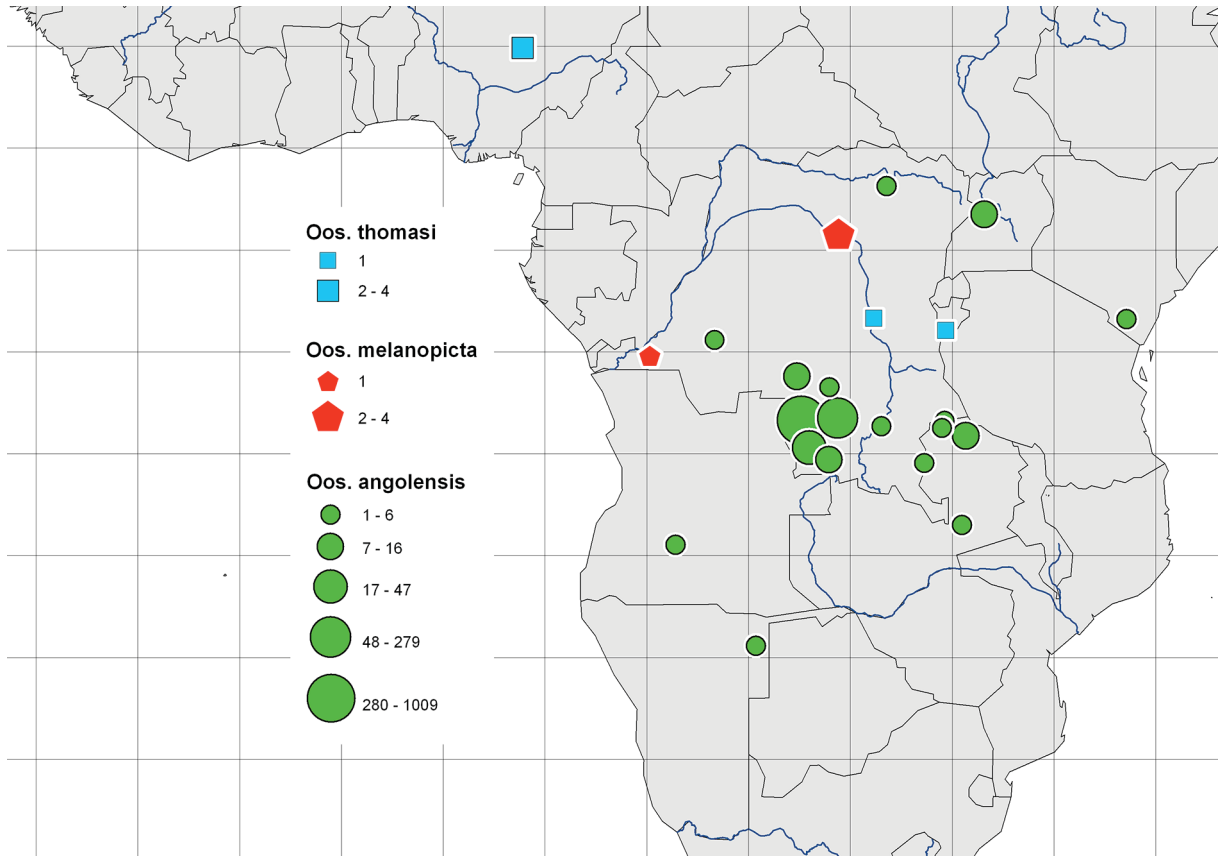 Oos. thomasi
1
2 - 4
Oos. melanopicta
1
2 - 4
Oos. angolensis
1 - 6
7 - 16
17 - 47
48 - 279
280 - 1009